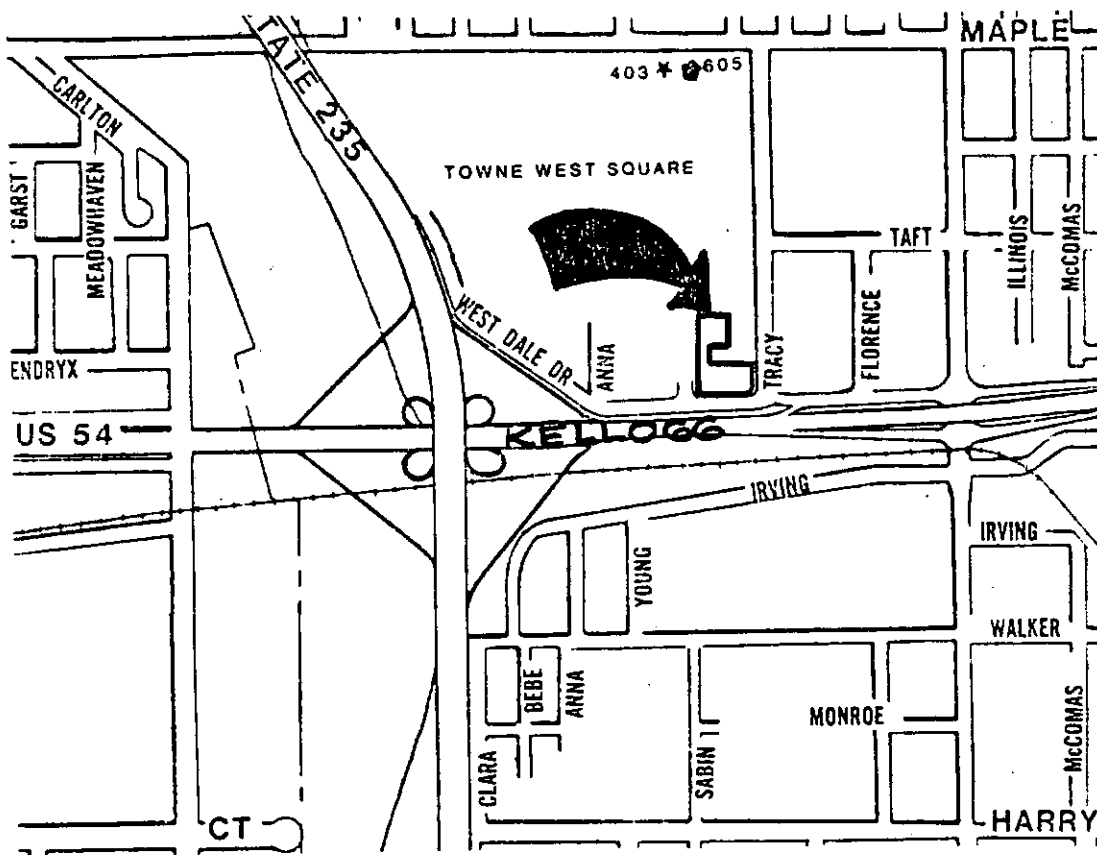 MAPLE
TATE 235
403 ★ 605
CARLTON
TOWNE WEST SQUARE
GARST
MEADOWHAVEN
TAFT
ILLINOIS
McCOMAS
WEST DALE DR
ANNA
TRACY
FLORENCE
ENDRYX
US 54
KELLOGG
IRVING
IRVING
YOUNG
WALKER
BEBE
ANNA
MONROE
CLARA
SABIN
McCOMAS
CT
HARRY